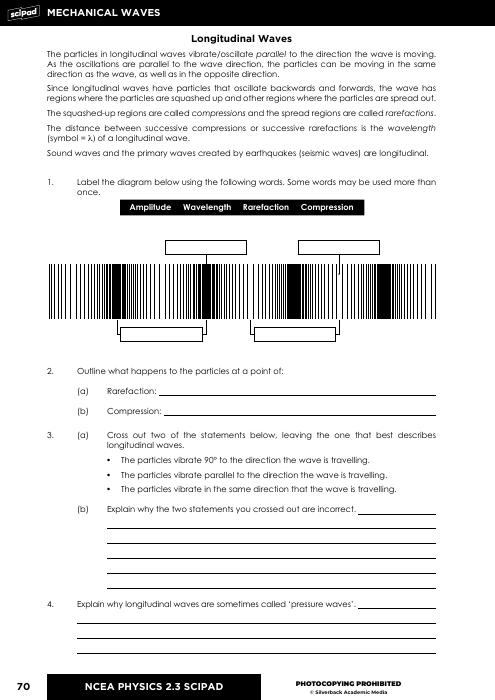 scipad MECHANICAL WAVES
Longitudinal Waves
The particles in longitudinal waves vibrate/oscillate parallel to the direction the wave is moving.
As the oscillations are parallel to the wave direction, the particles can be moving in the same
direction as the wave, as well as in the opposite direction.
Since longitudinal waves have particles that oscillate backwards and forwards, the wave has
regions where the particles are squashed up and other regions where the particles are spread out.
The squashed-up regions are called compressions and the spread regions are called rarefactions.
The distance between successive compressions or successive rarefactions is the wavelength
(symbol = λ) of a longitudinal wave.
Sound waves and the primary waves created by earthquakes (seismic waves) are longitudinal.
1. Label the diagram below using the following words. Some words may be used more than
once.
Amplitude Wavelength Rarefaction Compression
2. Outline what happens to the particles at a point of:
(a) Rarefaction:
(b) Compression:
3. (a) Cross out two of the statements below, leaving the one that best describes
longitudinal waves.
• The particles vibrate 90° to the direction the wave is travelling.
• The particles vibrate parallel to the direction the wave is travelling.
• The particles vibrate in the same direction that the wave is travelling.
(b) Explain why the two statements you crossed out are incorrect.
4. Explain why longitudinal waves are sometimes called ‘pressure waves’.
70 NCEA PHYSICS 2.3 SCIPAD PHOTOCOPYING PROHIBITED
© Silverback Academic Media